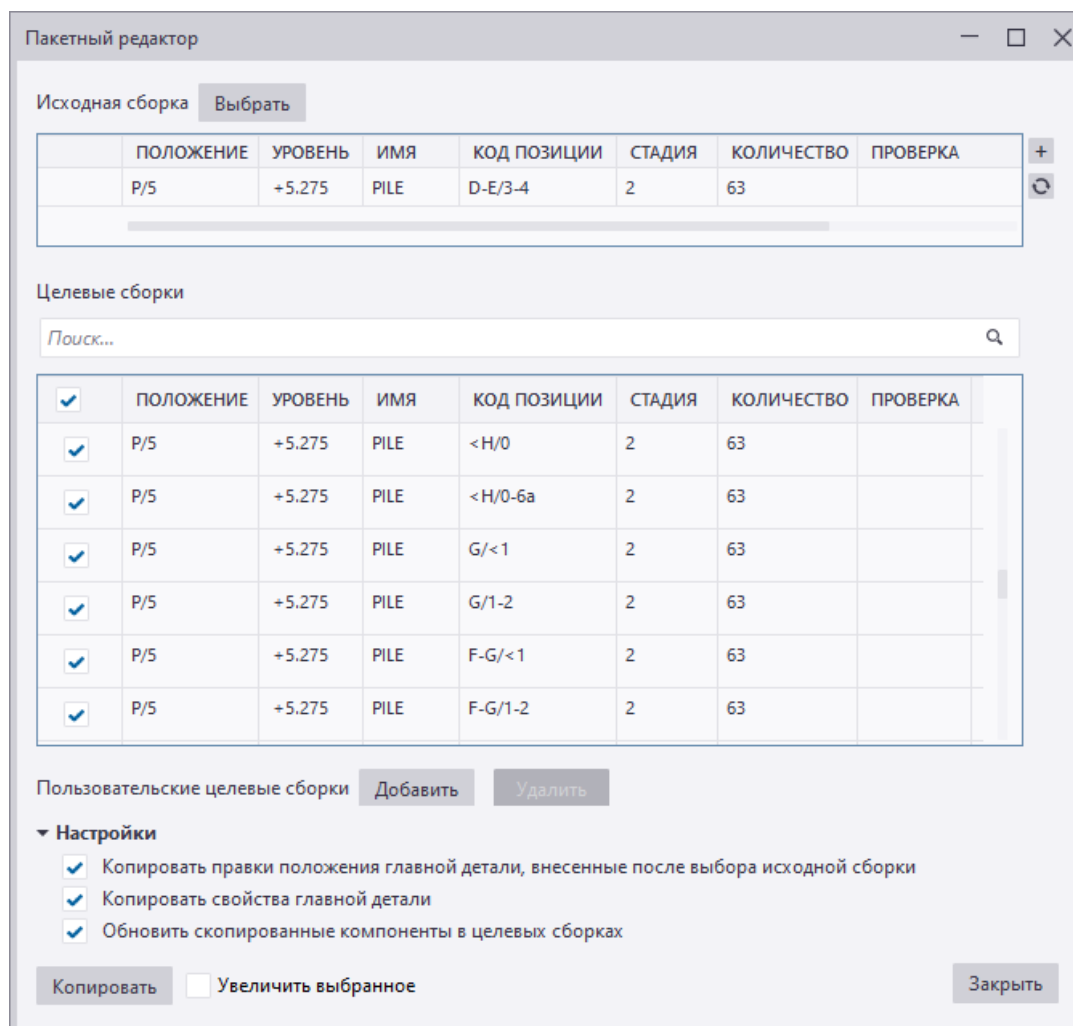 Пакетный редактор
Исходная сборка Выбрать
ПОЛОЖЕНИЕ УРОВЕНЬ ИМЯ КОД ПОЗИЦИИ СТАДИЯ КОЛИЧЕСТВО ПРОВЕРКА
P/5 +5.275 PILE D-E/3-4 2 63
Целевые сборки
Поиск...
ПОЛОЖЕНИЕ УРОВЕНЬ ИМЯ КОД ПОЗИЦИИ СТАДИЯ КОЛИЧЕСТВО ПРОВЕРКА
P/5 +5.275 PILE <H/0 2 63
P/5 +5.275 PILE <H/0-6a 2 63
P/5 +5.275 PILE G/<1 2 63
P/5 +5.275 PILE G/1-2 2 63
P/5 +5.275 PILE F-G/<1 2 63
P/5 +5.275 PILE F-G/1-2 2 63
Пользовательские целевые сборки Добавить Удалить
Настройки
Копировать правки положения главной детали, внесенные после выбора исходной сборки
Копировать свойства главной детали
Обновить скопированные компоненты в целевых сборках
Копировать Увеличить выбранное Закрыть